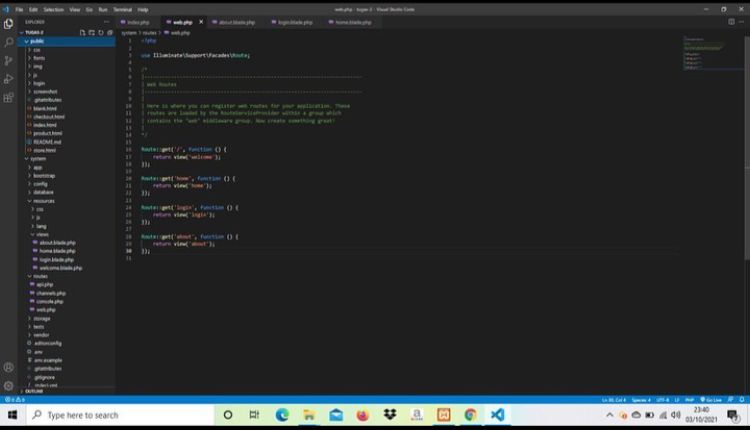 File Edit Selection View Go Run Terminal Help
web.php - tugas-2 - Visual Studio Code
EXPLORER
index.php
web.php
about.blade.php
login.blade.php
home.blade.php
TUGAS-2
system > routes > web.php
public
css
fonts
img
js
login
screenshot
.gitattributes
blank.html
checkout.html
index.html
product.html
README.md
store.html
system
app
bootstrap
config
database
resources
css
js
lang
views
about.blade.php
home.blade.php
login.blade.php
welcome.blade.php
routes
api.php
channels.php
console.php
web.php
storage
tests
vendor
.editorconfig
.env
.env.example
.gitattributes
.gitignore
OUTLINE
1 <?php
2
3 use Illuminate\Support\Facades\Route;
4
5 /*
6 |--------------------------------------------------------------------------
7 | Web Routes
8 |--------------------------------------------------------------------------
9 |
10 | Here is where you can register web routes for your application. These
11 | routes are loaded by the RouteServiceProvider within a group which
12 | contains the "web" middleware group. Now create something great!
13 |
14 */
15
16 Route::get('/', function () {
17 return view('welcome');
18 });
19
20 Route::get('home', function () {
21 return view('home');
22 });
23
24 Route::get('login', function () {
25 return view('login');
26 });
27
28 Route::get('about', function () {
29 return view('about');
30 });
31
0 0
Ln 30, Col 4 Spaces: 4 UTF-8 LF PHP Go Live
Type here to search
23:40
03/10/2021